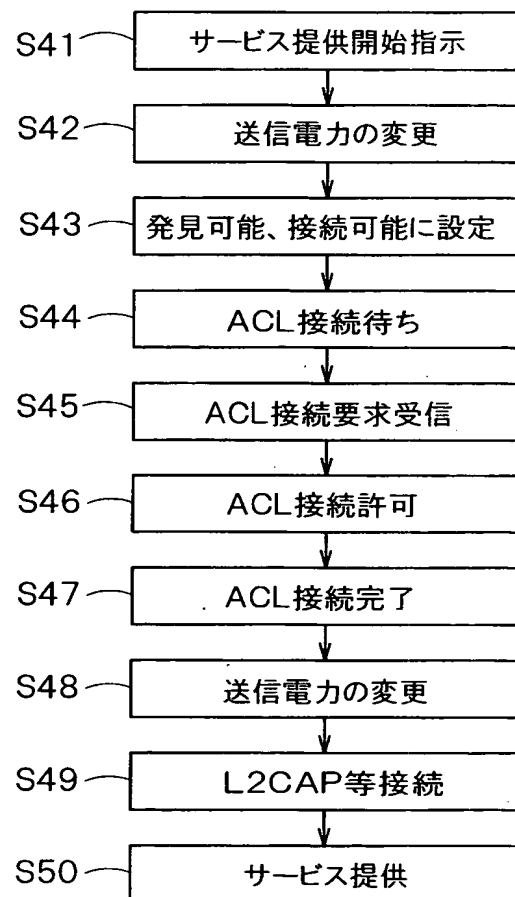 S41 サービス提供開始指示
S42 送信電力の変更
S43 発見可能、接続可能に設定
S44 ACL接続待ち
S45 ACL接続要求受信
S46 ACL接続許可
S47 ACL接続完了
S48 送信電力の変更
S49 L2CAP等接続
S50 サービス提供